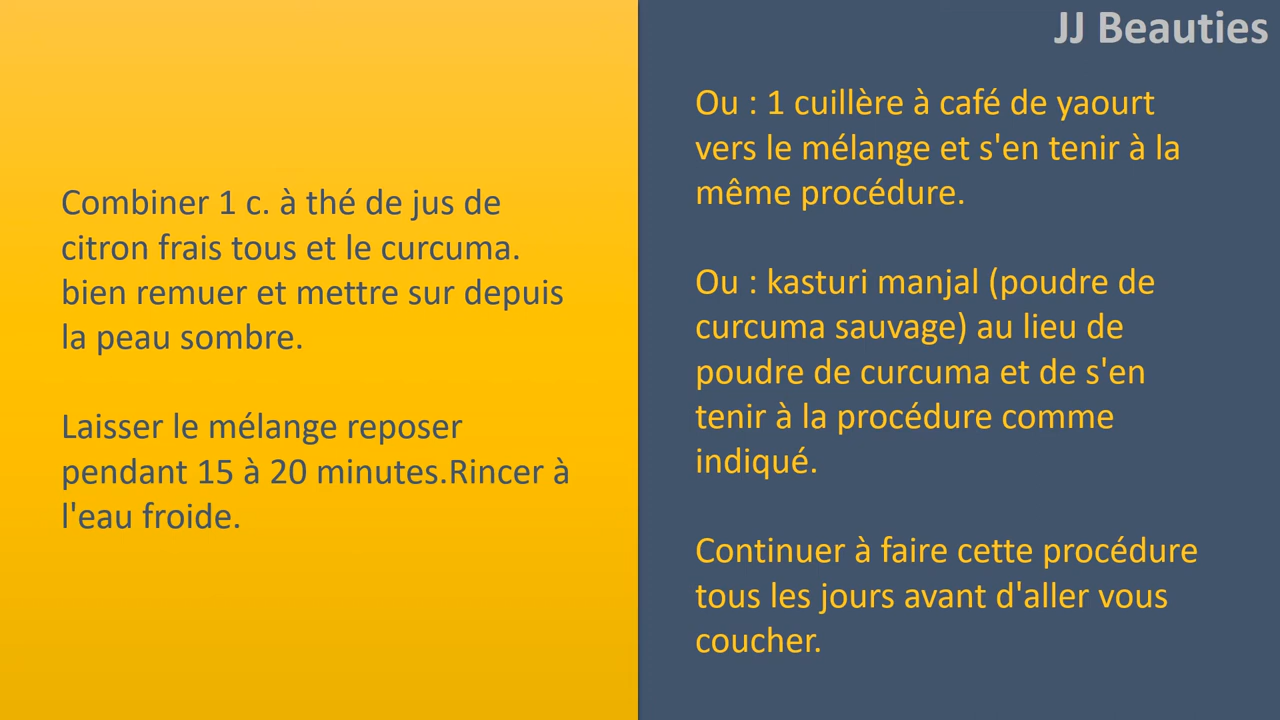 JJ Beauties
Combiner 1 c. à thé de jus de
citron frais tous et le curcuma.
bien remuer et mettre sur depuis
la peau sombre.
Laisser le mélange reposer
pendant 15 à 20 minutes.Rincer à
l'eau froide.
Ou : 1 cuillère à café de yaourt
vers le mélange et s'en tenir à la
même procédure.
Ou : kasturi manjal (poudre de
curcuma sauvage) au lieu de
poudre de curcuma et de s'en
tenir à la procédure comme
indiqué.
Continuer à faire cette procédure
tous les jours avant d'aller vous
coucher.